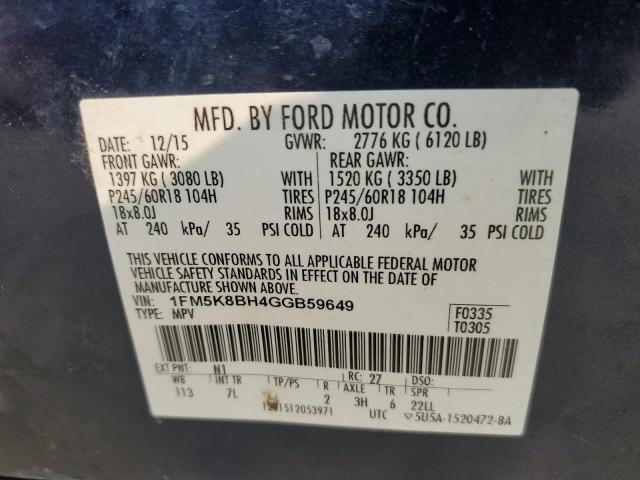 MFD. BY FORD MOTOR CO.
DATE: 12/15 GVWR: 2776 KG ( 6120 LB)
FRONT GAWR: REAR GAWR:
1397 KG ( 3080 LB) WITH 1520 KG ( 3350 LB) WITH
P245/60R18 104H TIRES P245/60R18 104H TIRES
18x8.0J RIMS 18x8.0J RIMS
AT 240 kPa/ 35 PSI COLD AT 240 kPa/ 35 PSI COLD
THIS VEHICLE CONFORMS TO ALL APPLICABLE FEDERAL MOTOR
VEHICLE SAFETY STANDARDS IN EFFECT ON THE DATE OF
MANUFACTURE SHOWN ABOVE.
VIN: 1FM5K8BH4GGB59649 F0335
TYPE: MPV T0305
EXT PNT: N1 RC: 27 DSO:
WB INT TR TP/PS R AXLE TR SPR
113 7L 2 3H 6 22LL
1512053971 UTC 5U5A-1520472-BA